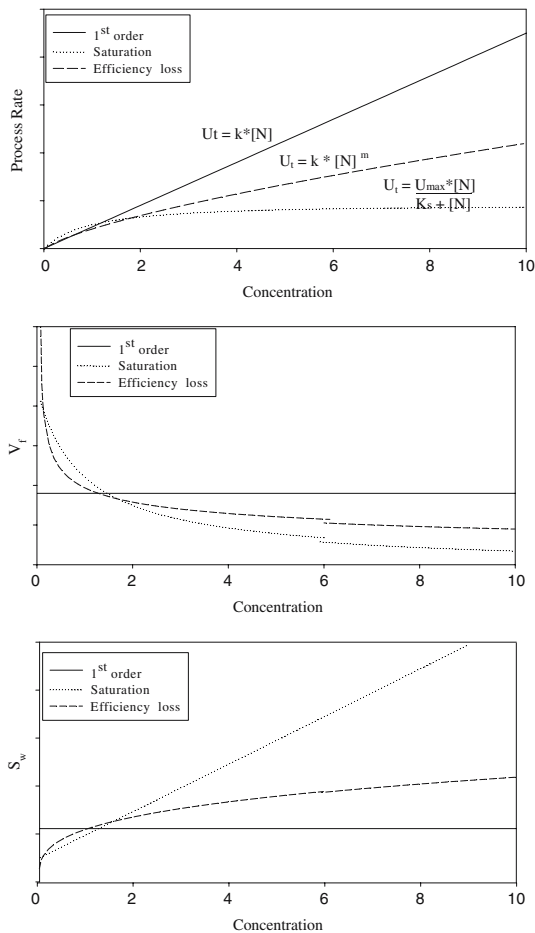 1st order
Saturation
Efficiency loss
Process Rate
Ut = k*[N]
Ut = k * [N] m
Ut = Umax*[N]
Ks + [N]
0 2 4 6 8 10
Concentration
1st order
Saturation
Efficiency loss
Vf
0 2 4 6 8 10
Concentration
1st order
Saturation
Efficiency loss
Sw
0 2 4 6 8 10
Concentration